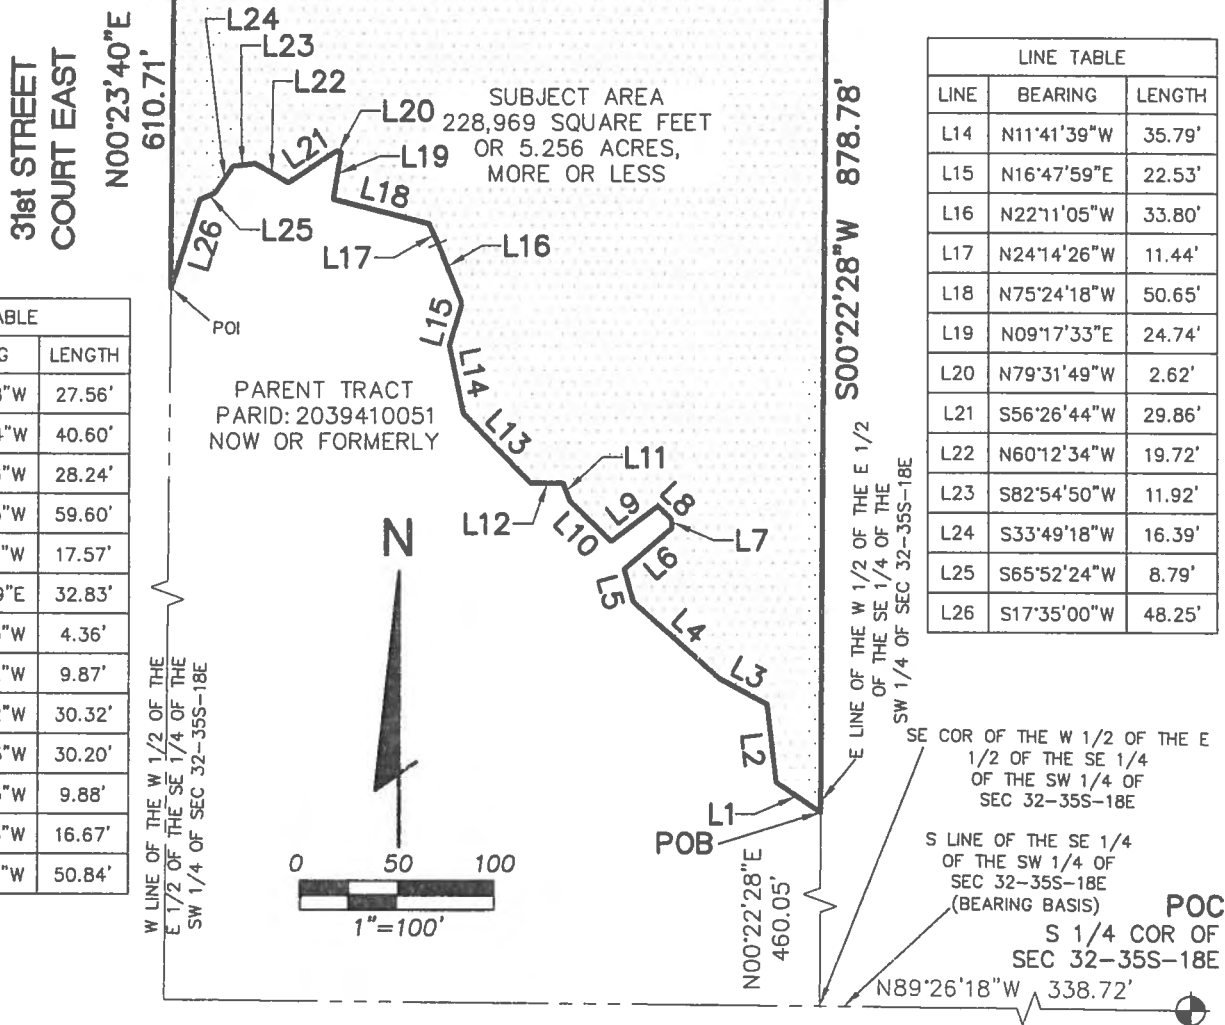 31st STREET
COURT EAST
N00°23'40"E
610.71'
L24
L23
L22
L21
L20
L19
L18
L17
L16
L15
L14
L13
L12
L11
L10
L9
L8
L7
L6
L5
L4
L3
L2
L1
L25
L26
POI
POB
SUBJECT AREA
228,969 SQUARE FEET
OR 5.256 ACRES,
MORE OR LESS
PARENT TRACT
PARID: 2039410051
NOW OR FORMERLY
N
0 50 100
1"=100'
S00°22'28"W 878.78'
E LINE OF THE W 1/2 OF THE E 1/2
OF THE SE 1/4 OF THE
SW 1/4 OF SEC 32-35S-18E
W LINE OF THE W 1/2 OF THE
E 1/2 OF THE SE 1/4 OF THE
SW 1/4 OF SEC 32-35S-18E
N00°22'28"E
460.05'
SE COR OF THE W 1/2 OF THE E
1/2 OF THE SE 1/4
OF THE SW 1/4 OF
SEC 32-35S-18E
S LINE OF THE SE 1/4
OF THE SW 1/4 OF
SEC 32-35S-18E
(BEARING BASIS)
POC
S 1/4 COR OF
SEC 32-35S-18E
N89°26'18"W 338.72'
LINE TABLE
LINE BEARING LENGTH
L14 N11°41'39"W 35.79'
L15 N16°47'59"E 22.53'
L16 N22°11'05"W 33.80'
L17 N24°14'26"W 11.44'
L18 N75°24'18"W 50.65'
L19 N09°17'33"E 24.74'
L20 N79°31'49"W 2.62'
L21 S56°26'44"W 29.86'
L22 N60°12'34"W 19.72'
L23 S82°54'50"W 11.92'
L24 S33°49'18"W 16.39'
L25 S65°52'24"W 8.79'
L26 S17°35'00"W 48.25'
ABLE
G LENGTH
"W 27.56'
"W 40.60'
"W 28.24'
"W 59.60'
"W 17.57'
9"E 32.83'
"W 4.36'
"W 9.87'
"W 30.32'
"W 30.20'
"W 9.88'
"W 16.67'
"W 50.84'